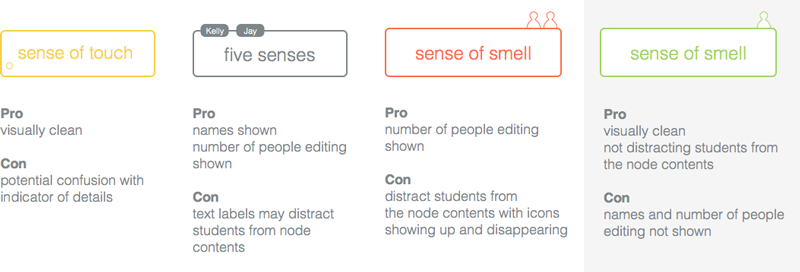 sense of touch
Pro
visually clean
Con
potential confusion with
indicator of details
Kelly
Jay
five senses
Pro
names shown
number of people editing
shown
Con
text labels may distract
students from node
contents
sense of smell
Pro
number of people editing
shown
Con
distract students from
the node contents with icons
showing up and disappearing
sense of smell
Pro
visually clean
not distracting students from
the node contents
Con
names and number of people
editing not shown